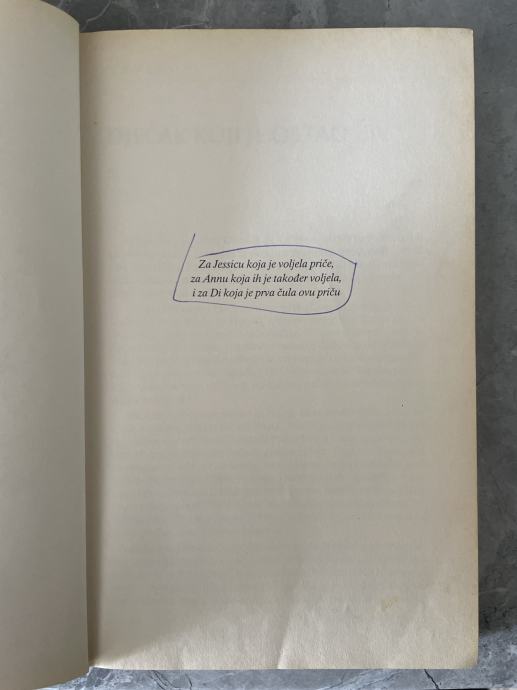 Za Jessicu koja je voljela priče,
za Annu koja ih je također voljela,
i za Di koja je prva čula ovu priču